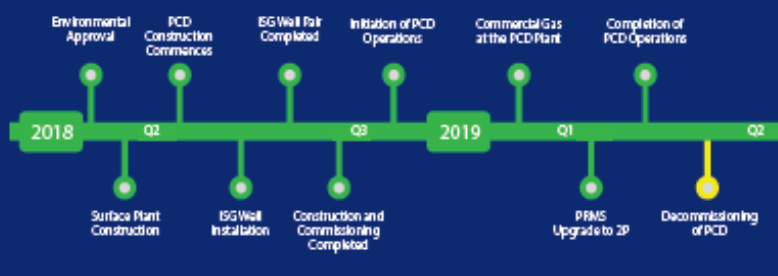 Environmental
Approval
PCD
Construction
Commences
ISG Well Pair
Completed
Initiation of PCD
Operations
Commercial Gas
at the PCD Plant
Completion of
PCD Operations
2018
Q2
Q3
2019
Q1
Q2
Surface Plant
Construction
ISG Well
Installation
Construction and
Commissioning
Completed
PRMS
Upgrade to 2P
Decommissioning
of PCD